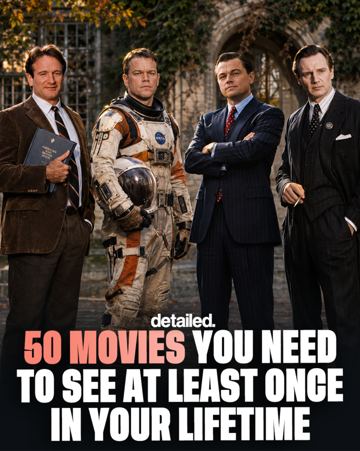 detailed.
50 MOVIES YOU NEED
TO SEE AT LEAST ONCE
IN YOUR LIFETIME